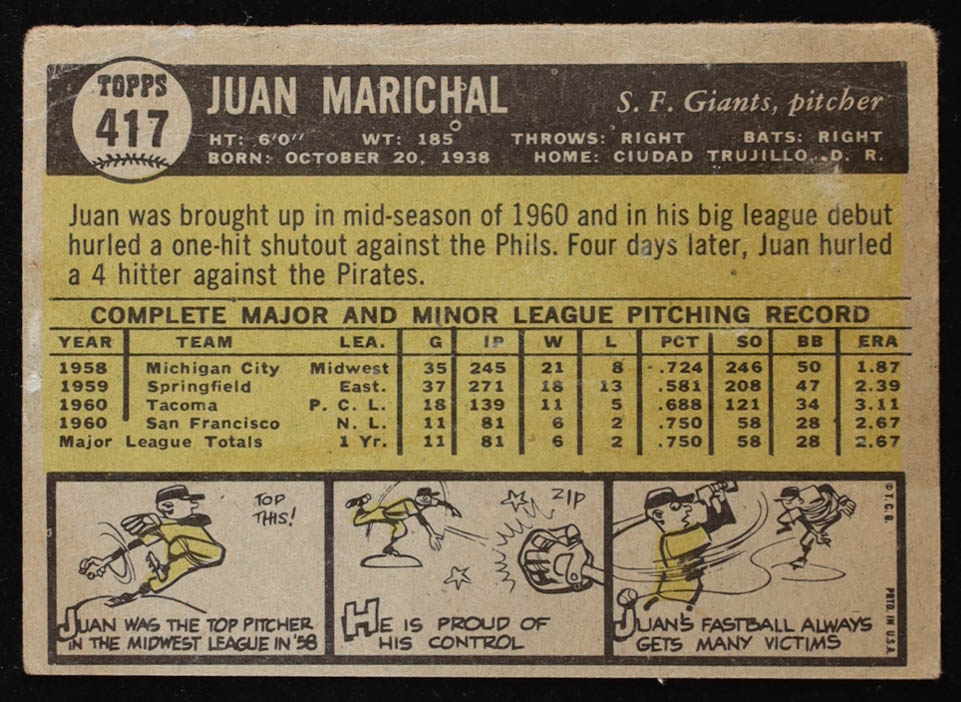 TOPPS
417
JUAN MARICHAL
S. F. Giants, pitcher
HT: 6'0" WT: 185 THROWS: RIGHT BATS: RIGHT
BORN: OCTOBER 20, 1938 HOME: CIUDAD TRUJILLO, D. R.
Juan was brought up in mid-season of 1960 and in his big league debut
hurled a one-hit shutout against the Phils. Four days later, Juan hurled
a 4 hitter against the Pirates.
COMPLETE MAJOR AND MINOR LEAGUE PITCHING RECORD
YEAR TEAM LEA. G IP W L PCT SO BB ERA
1958 Michigan City Midwest 35 245 21 8 .724 246 50 1.87
1959 Springfield East. 37 271 18 13 .581 208 47 2.39
1960 Tacoma P. C. L. 18 139 11 5 .688 121 34 3.11
1960 San Francisco N. L. 11 81 6 2 .750 58 28 2.67
Major League Totals 1 Yr. 11 81 6 2 .750 58 28 2.67
TOP
THIS!
JUAN WAS THE TOP PITCHER
IN THE MIDWEST LEAGUE IN '58
ZIP
HE IS PROUD OF
HIS CONTROL
JUAN'S FASTBALL ALWAYS
GETS MANY VICTIMS
© T. C. G.
PRTD. IN U.S.A.